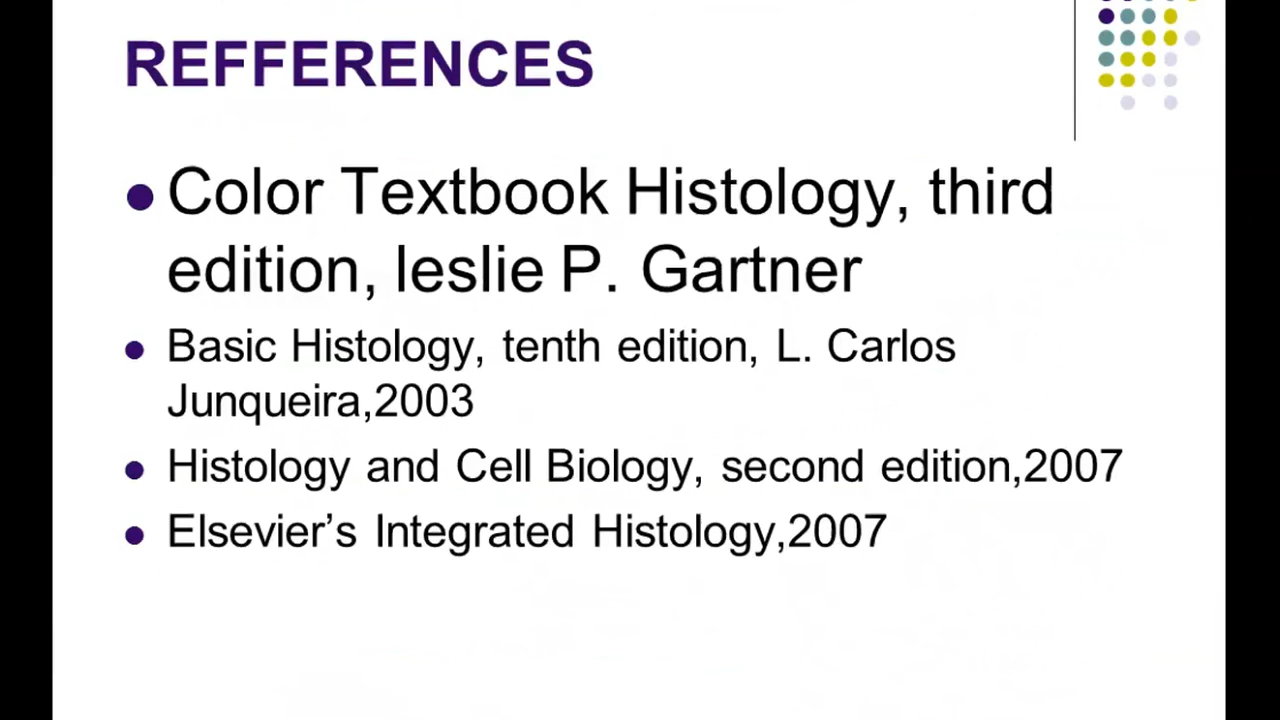 REFFERENCES
Color Textbook Histology, third
edition, leslie P. Gartner
Basic Histology, tenth edition, L. Carlos
Junqueira,2003
Histology and Cell Biology, second edition,2007
Elsevier’s Integrated Histology,2007